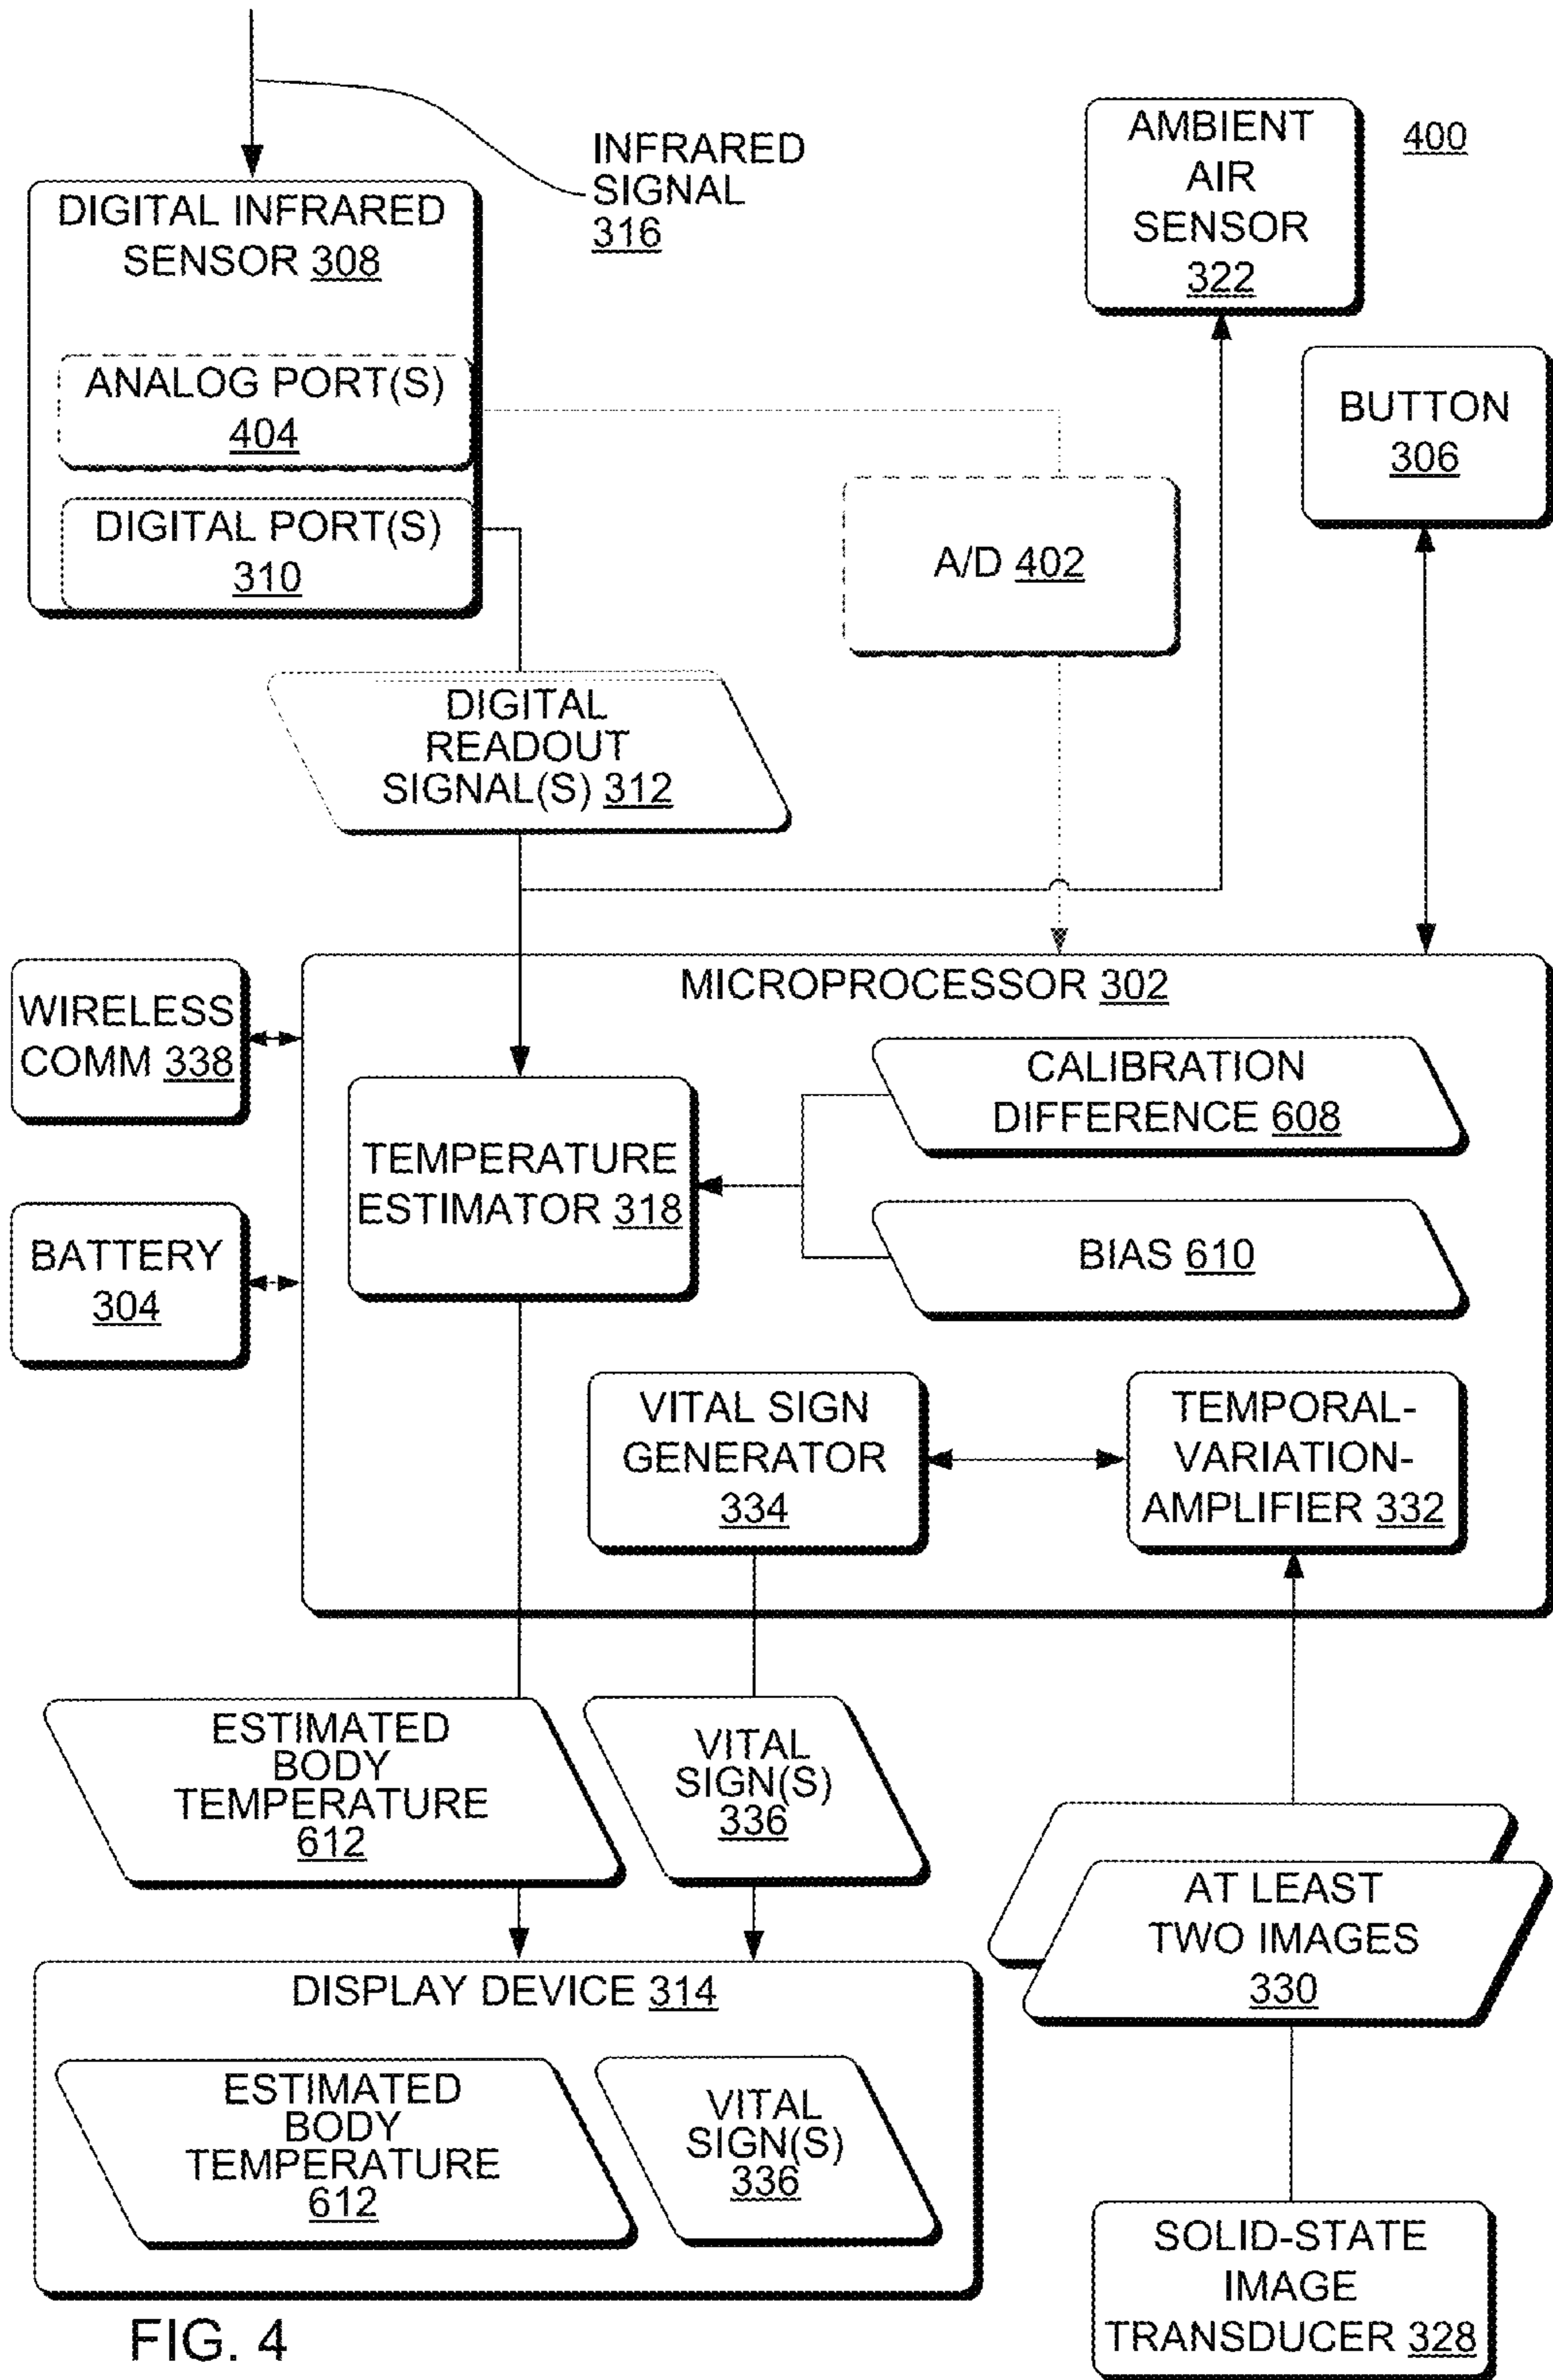 INFRARED
SIGNAL
316
AMBIENT
AIR
SENSOR
322
400
DIGITAL INFRARED
SENSOR 308
ANALOG PORT(S)
404
DIGITAL PORT(S)
310
BUTTON
306
A/D 402
DIGITAL
READOUT
SIGNAL(S) 312
WIRELESS
COMM 338
BATTERY
304
MICROPROCESSOR 302
TEMPERATURE
ESTIMATOR 318
CALIBRATION
DIFFERENCE 608
BIAS 610
VITAL SIGN
GENERATOR
334
TEMPORAL-
VARIATION-
AMPLIFIER 332
ESTIMATED
BODY
TEMPERATURE
612
VITAL
SIGN(S)
336
AT LEAST
TWO IMAGES
330
DISPLAY DEVICE 314
ESTIMATED
BODY
TEMPERATURE
612
VITAL
SIGN(S)
336
SOLID-STATE
IMAGE
TRANSDUCER 328
FIG. 4